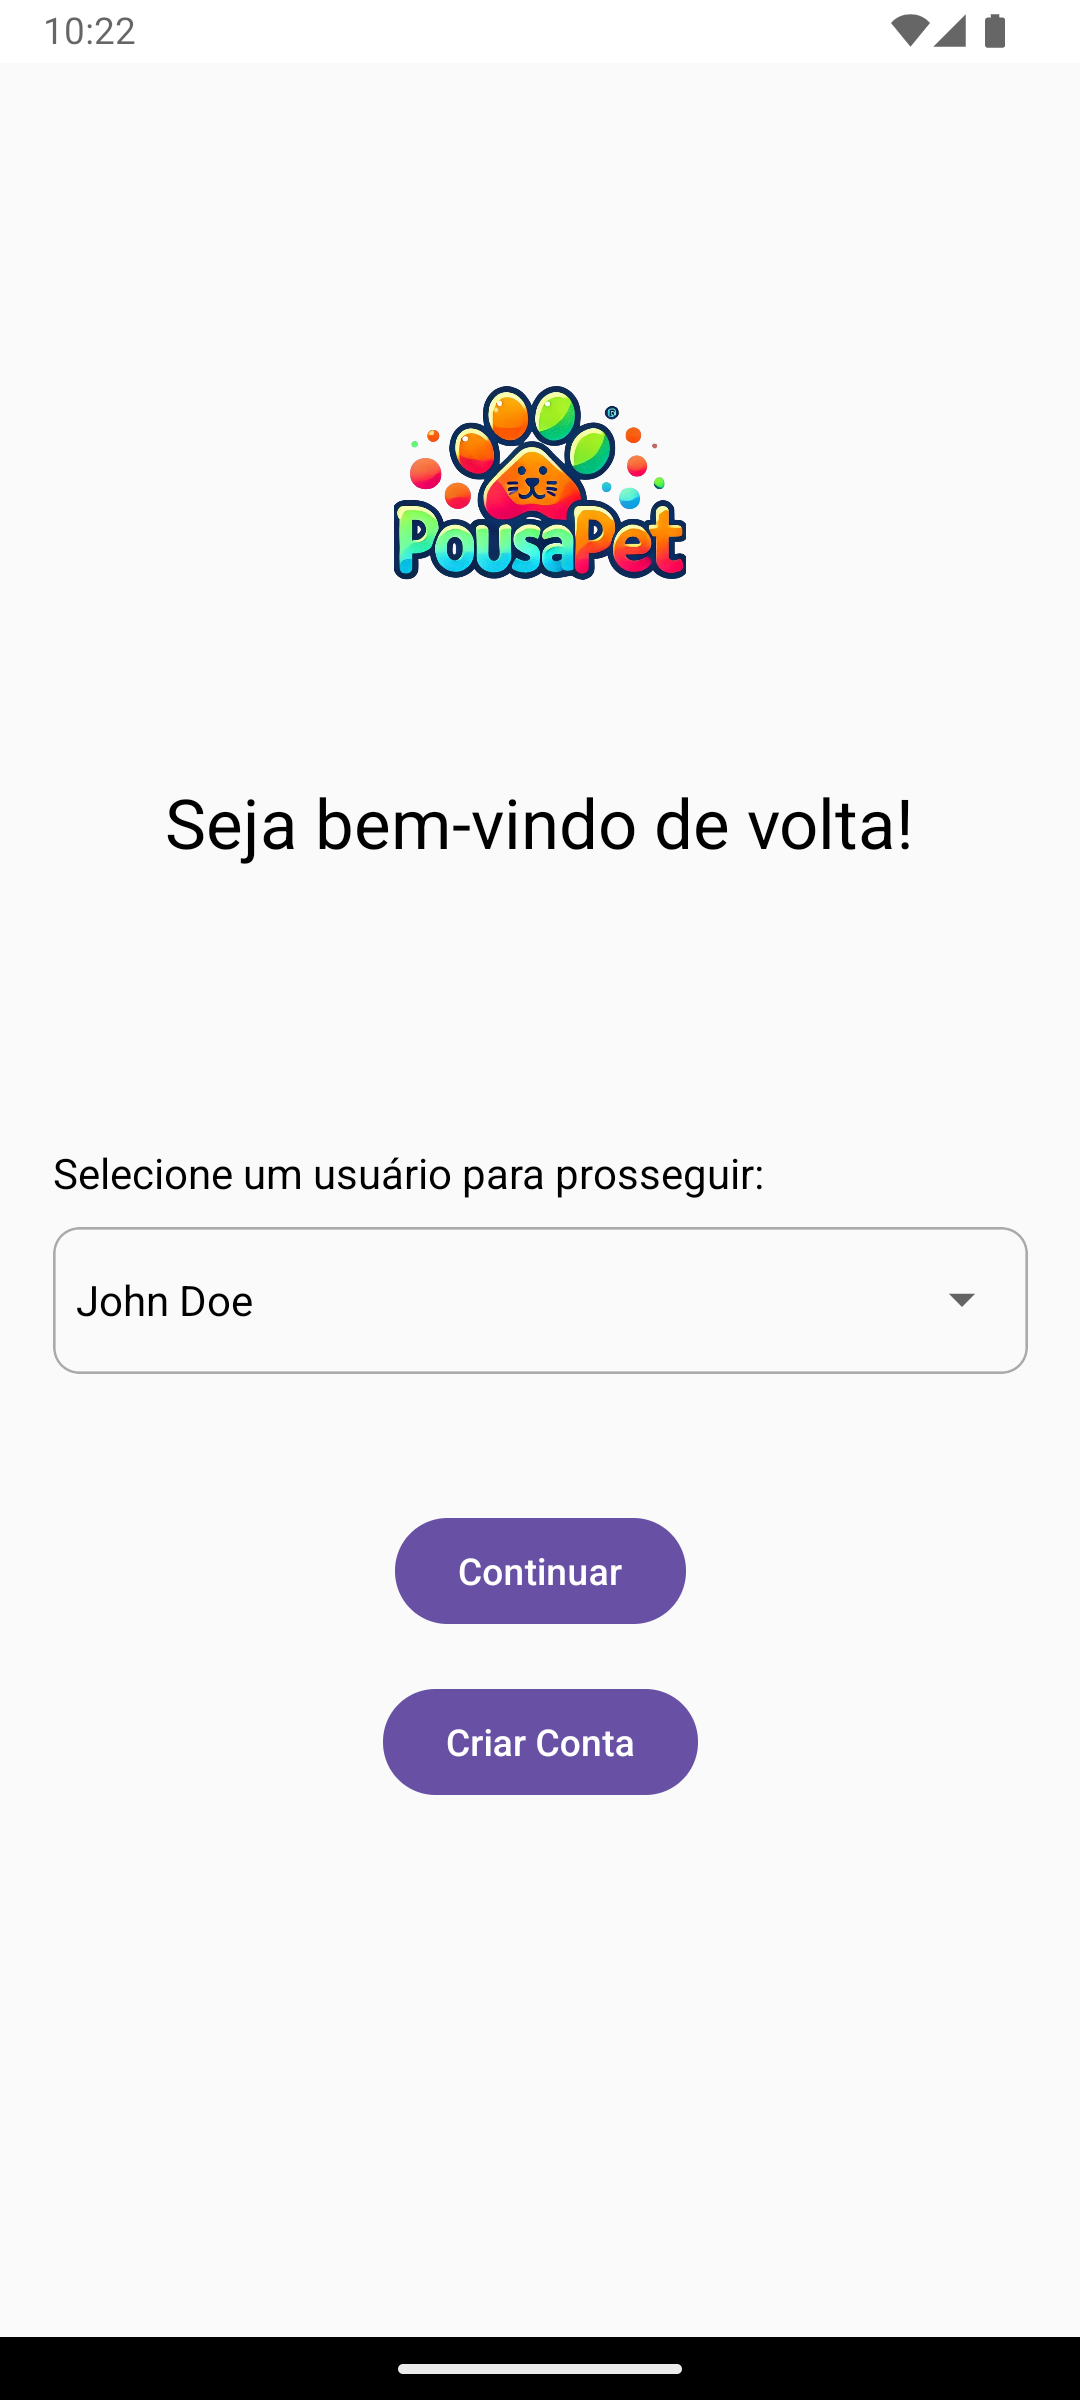 10:22
®
PousaPet
Seja bem-vindo de volta!
Selecione um usuário para prosseguir:
John Doe
Continuar
Criar Conta